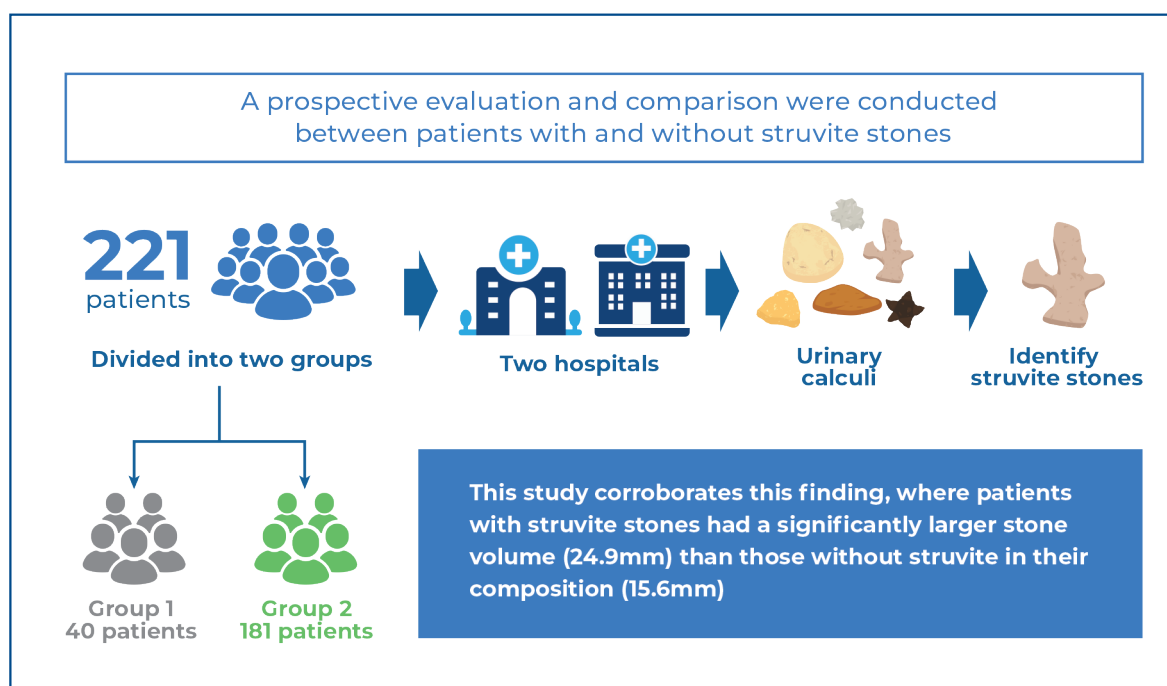 A prospective evaluation and comparison were conducted
between patients with and without struvite stones
221
patients
Divided into two groups
Two hospitals
Urinary
calculi
Identify
struvite stones
Group 1
40 patients
Group 2
181 patients
This study corroborates this finding, where patients
with struvite stones had a significantly larger stone
volume (24.9mm) than those without struvite in their
composition (15.6mm)